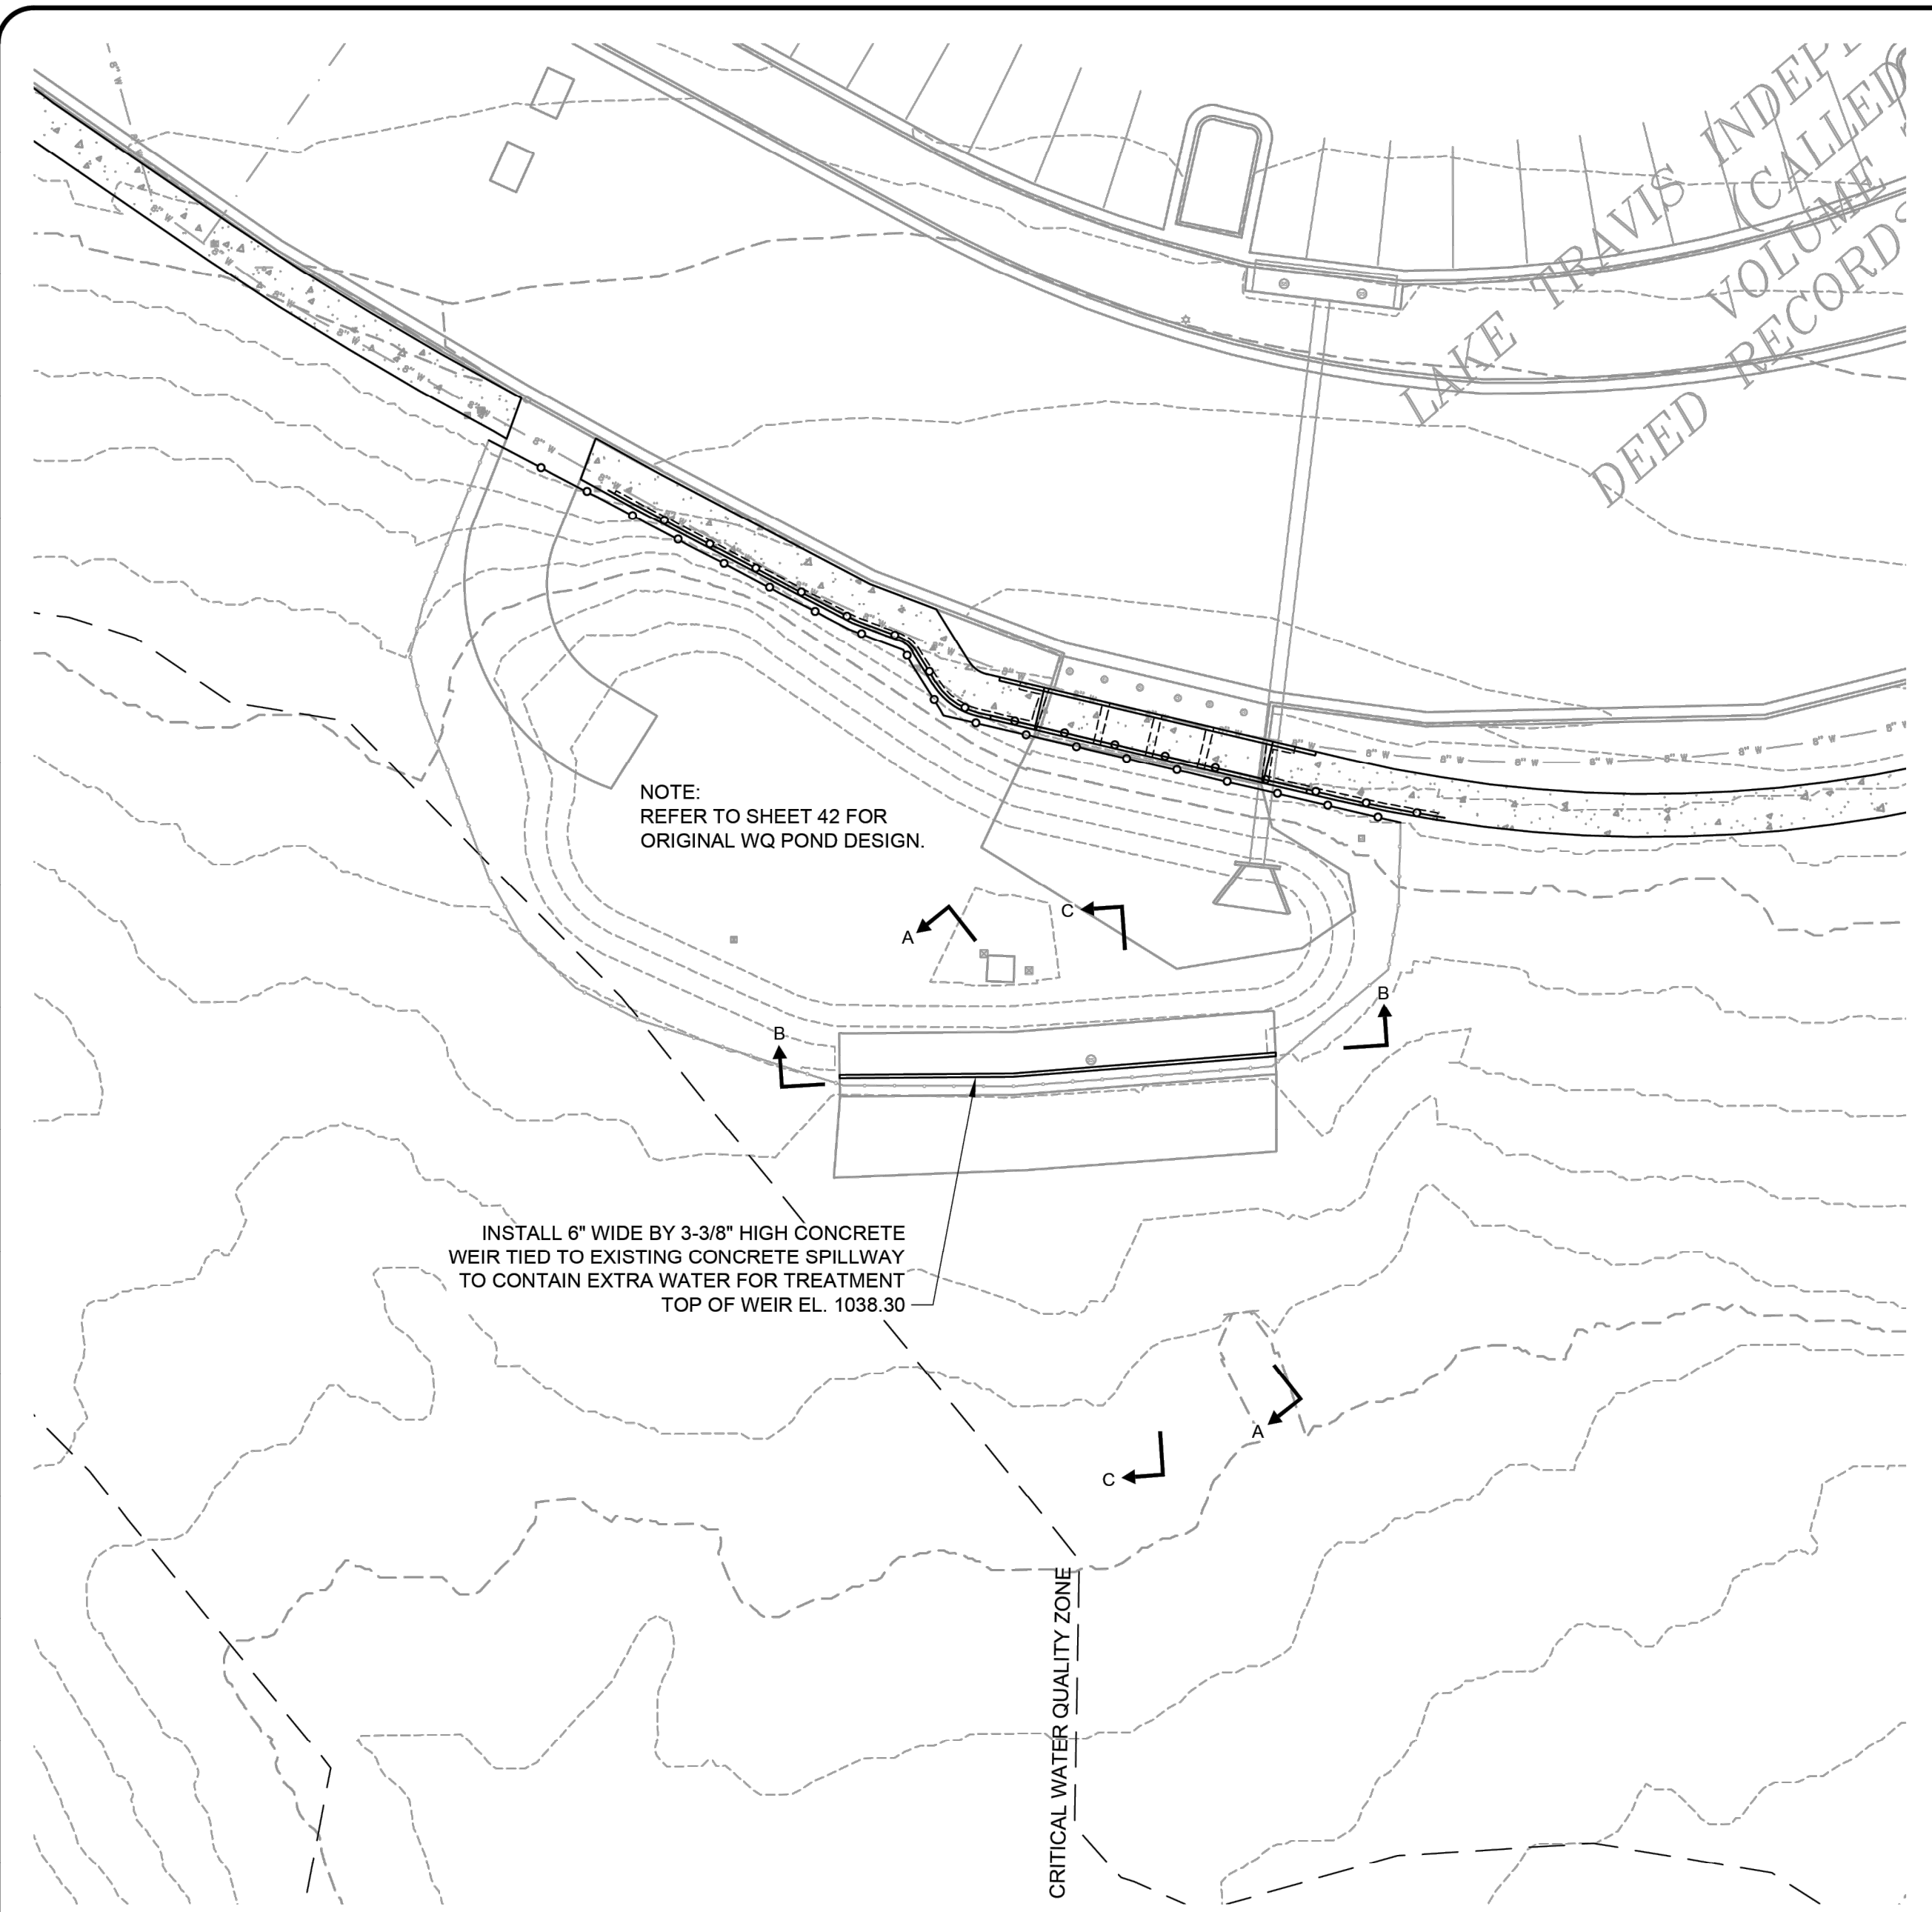 LAKE TRAVIS INDEP
(CALLED
VOLUME
DEED RECORDS
8" W
NOTE:
REFER TO SHEET 42 FOR
ORIGINAL WQ POND DESIGN.
A
C
B
B
INSTALL 6" WIDE BY 3-3/8" HIGH CONCRETE
WEIR TIED TO EXISTING CONCRETE SPILLWAY
TO CONTAIN EXTRA WATER FOR TREATMENT
TOP OF WEIR EL. 1038.30
A
C
CRITICAL WATER QUALITY ZONE